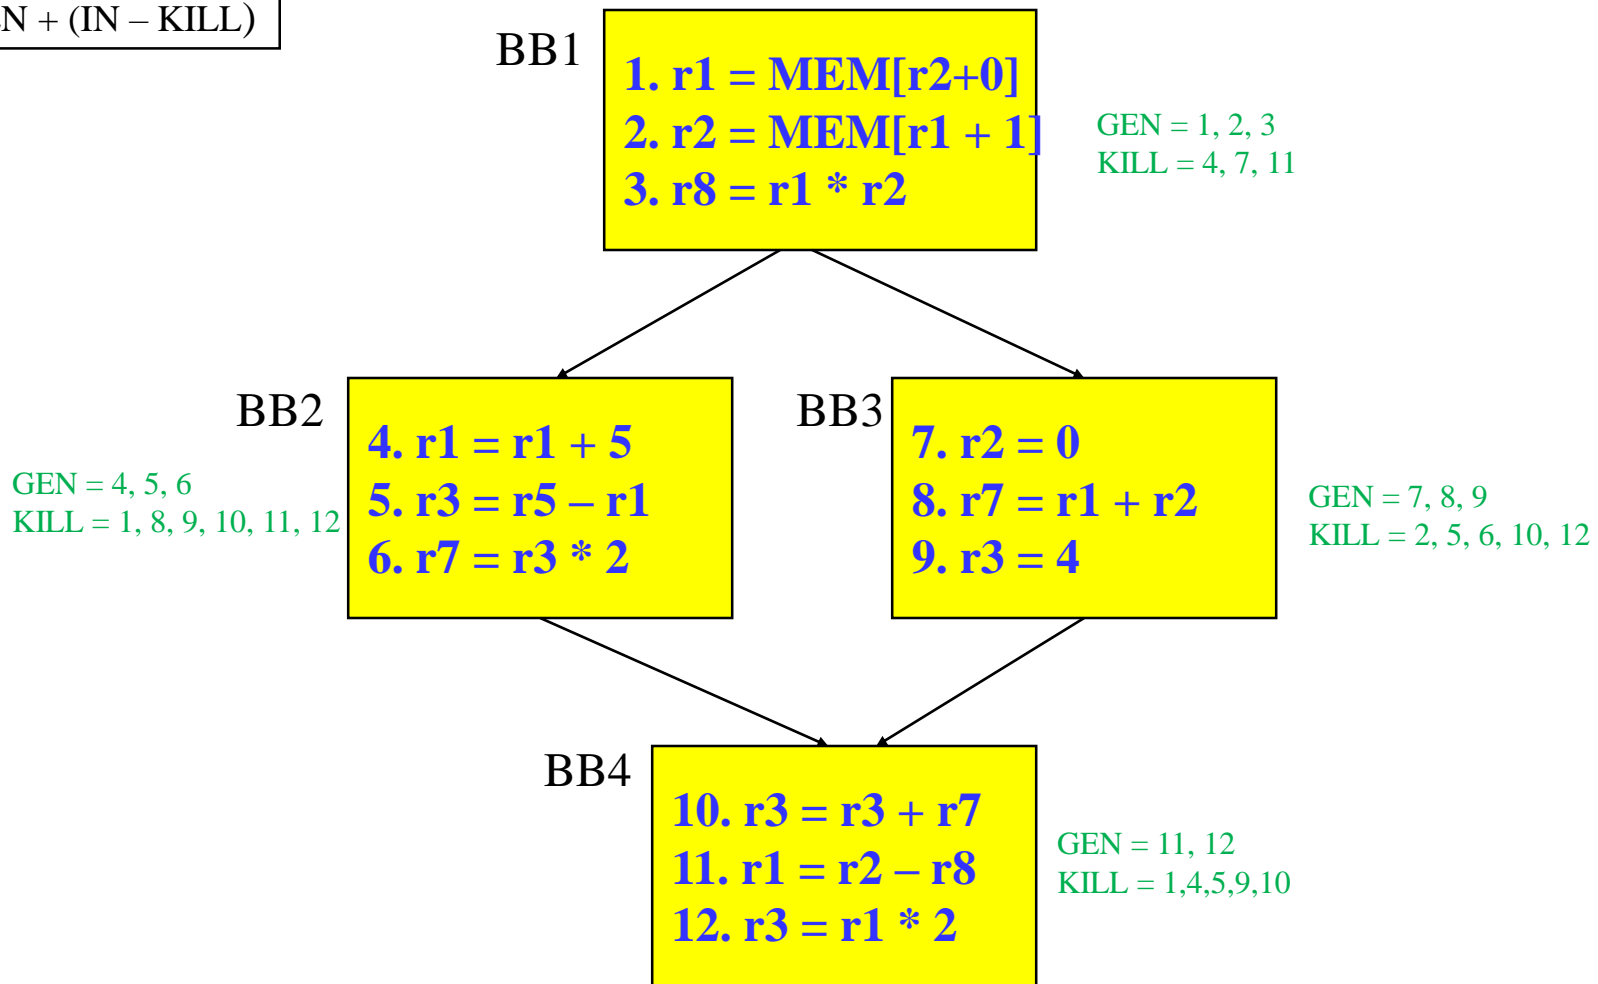 N + (IN – KILL)
BB1
1. r1 = MEM[r2+0]
2. r2 = MEM[r1 + 1]
3. r8 = r1 * r2
GEN = 1, 2, 3
KILL = 4, 7, 11
BB2
4. r1 = r1 + 5
5. r3 = r5 – r1
6. r7 = r3 * 2
GEN = 4, 5, 6
KILL = 1, 8, 9, 10, 11, 12
BB3
7. r2 = 0
8. r7 = r1 + r2
9. r3 = 4
GEN = 7, 8, 9
KILL = 2, 5, 6, 10, 12
BB4
10. r3 = r3 + r7
11. r1 = r2 – r8
12. r3 = r1 * 2
GEN = 11, 12
KILL = 1,4,5,9,10